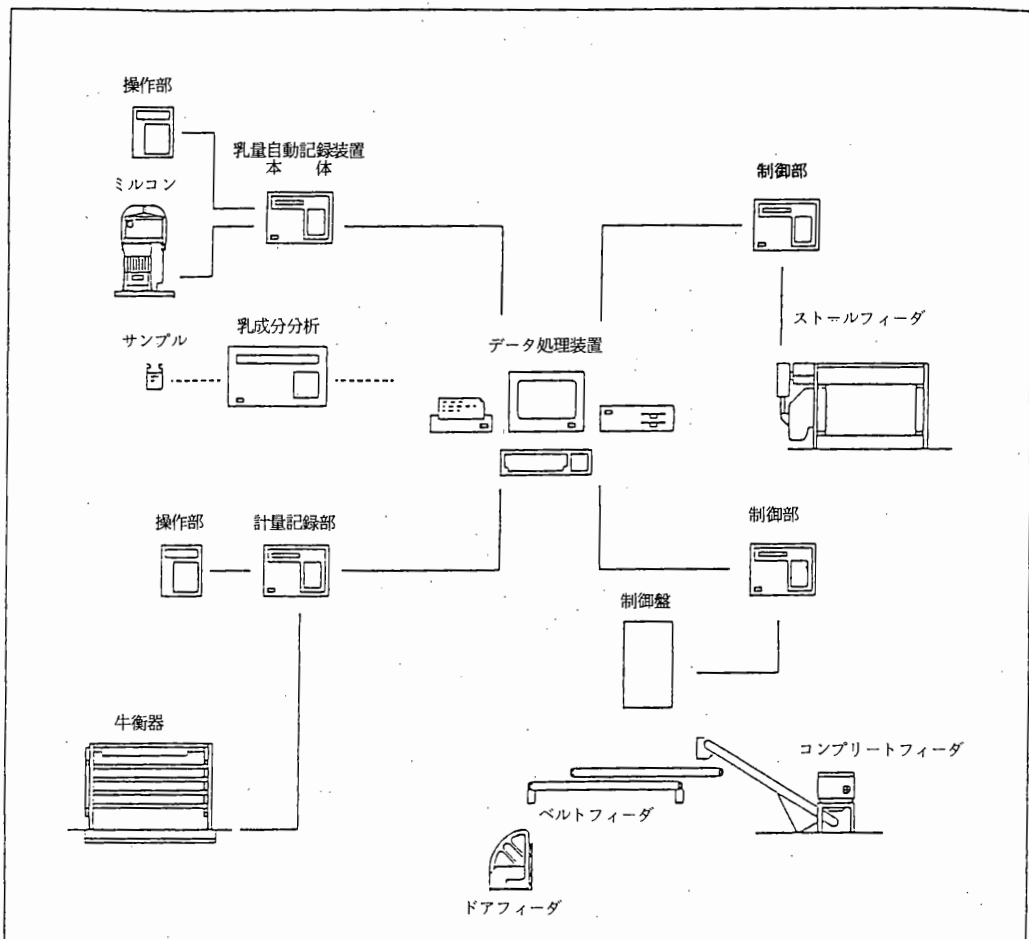 操作部
乳量自動記録装置
本 体
ミルコン
制御部
ストールフィーダ
サンプル
乳成分分析
データ処理装置
操作部
計量記録部
制御部
制御盤
牛衡器
コンプリートフィーダ
ベルトフィーダ
ドアフィーダ